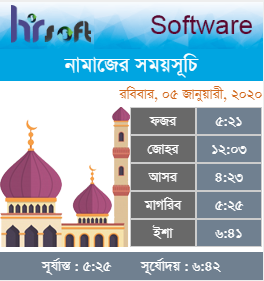 hrsoft Software
নামাজের সময়সূচি
রবিবার, ০৫ জানুয়ারী, ২০২০
ফজর ৫:২১
জোহর ১২:০৩
আসর ৪:২৩
মাগরিব ৫:২৫
ইশা ৬:৪১
সূর্যাস্ত : ৫:২৫ সূর্যোদয় : ৬:৪২